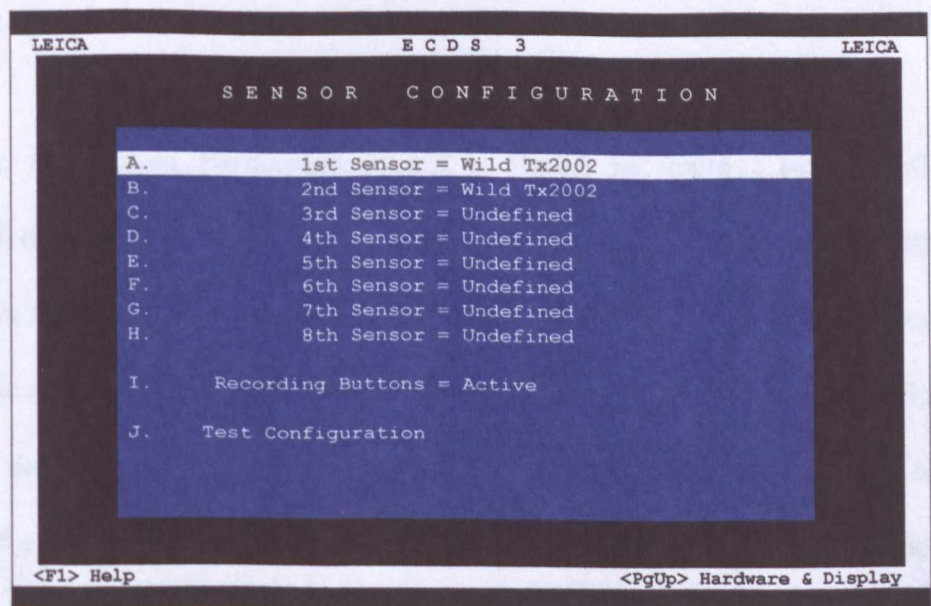 LEICA E C D S 3 LEICA
S E N S O R C O N F I G U R A T I O N
A. 1st Sensor = Wild Tx2002
B. 2nd Sensor = Wild Tx2002
C. 3rd Sensor = Undefined
D. 4th Sensor = Undefined
E. 5th Sensor = Undefined
F. 6th Sensor = Undefined
G. 7th Sensor = Undefined
H. 8th Sensor = Undefined
I. Recording Buttons = Active
J. Test Configuration
<F1> Help <PgUp> Hardware & Display